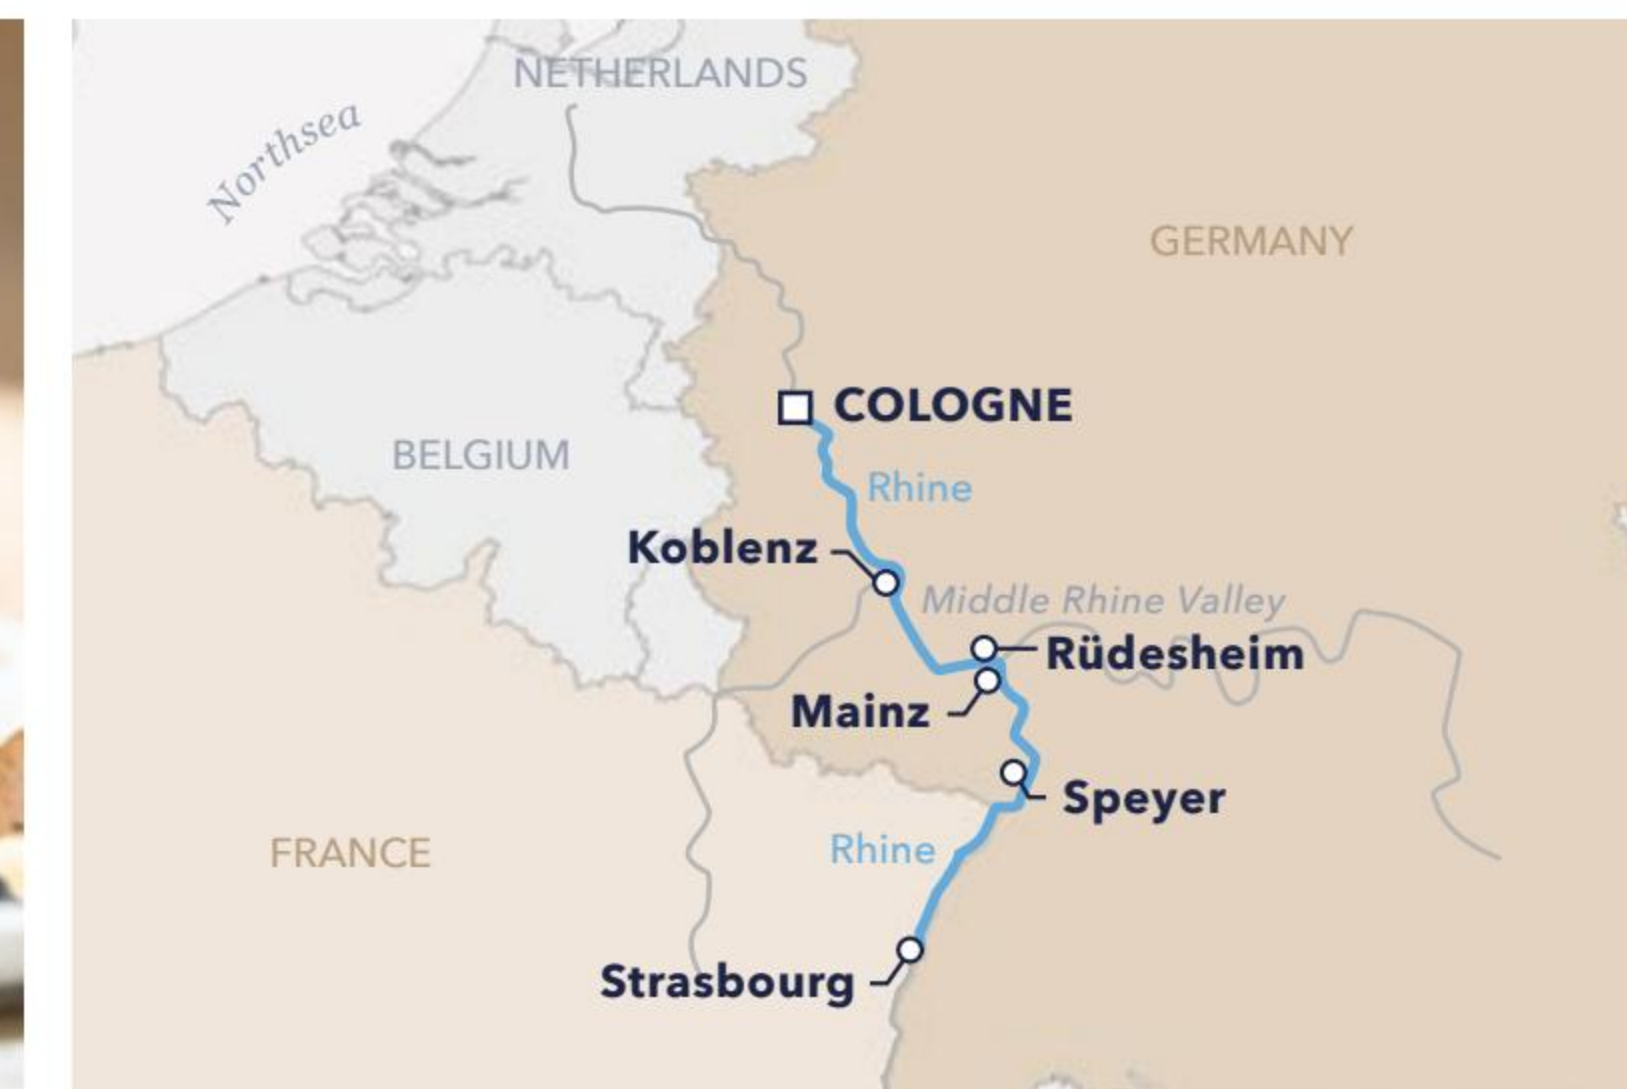 NETHERLANDS
Northsea
GERMANY
COLOGNE
BELGIUM
Rhine
Koblenz
Middle Rhine Valley
Rüdesheim
Mainz
Speyer
Rhine
FRANCE
Strasbourg